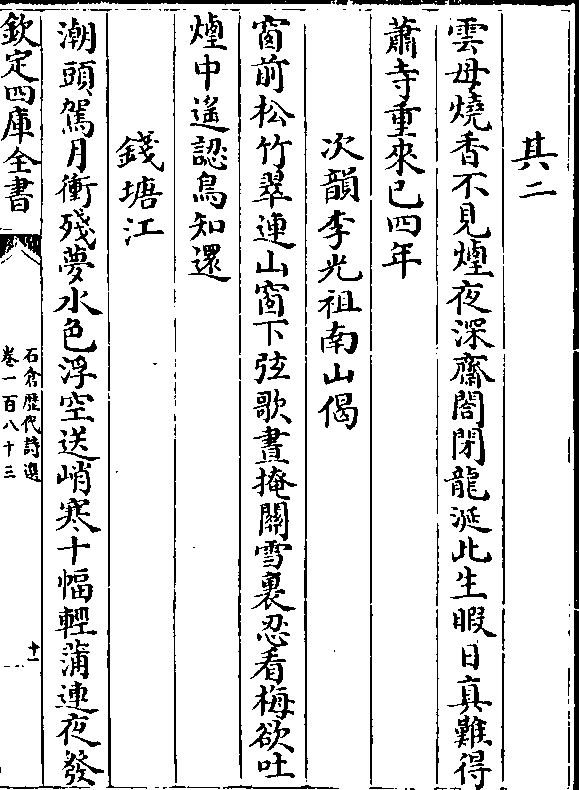 其二
雲母燒香不見煙夜深齋閤閉龍涎此生暇日真難得
蕭寺重來已四年
次韻李光祖南山偈
窗前松竹翠連山窗下弦歌晝掩關雪裏忍看梅欲吐
煙中遙認鳥知還
錢塘江
潮頭駕月衝殘夢水色浮空送峭寒十幅輕蒲連夜發
欽定四庫全書
石倉歷代詩選
卷一百八十三
十一